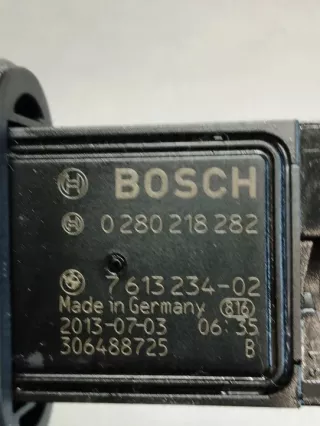 BOSCH
0 280 218 282
7 613 234-02
Made in Germany 816
2013-07-03 06:35
306488725 B